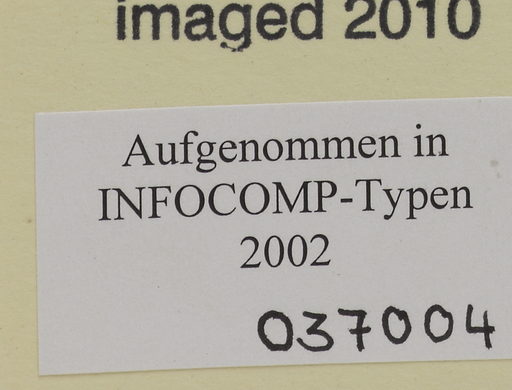 imaged 2010
Aufgenommen in
INFOCOMP-Typen
2002
037004